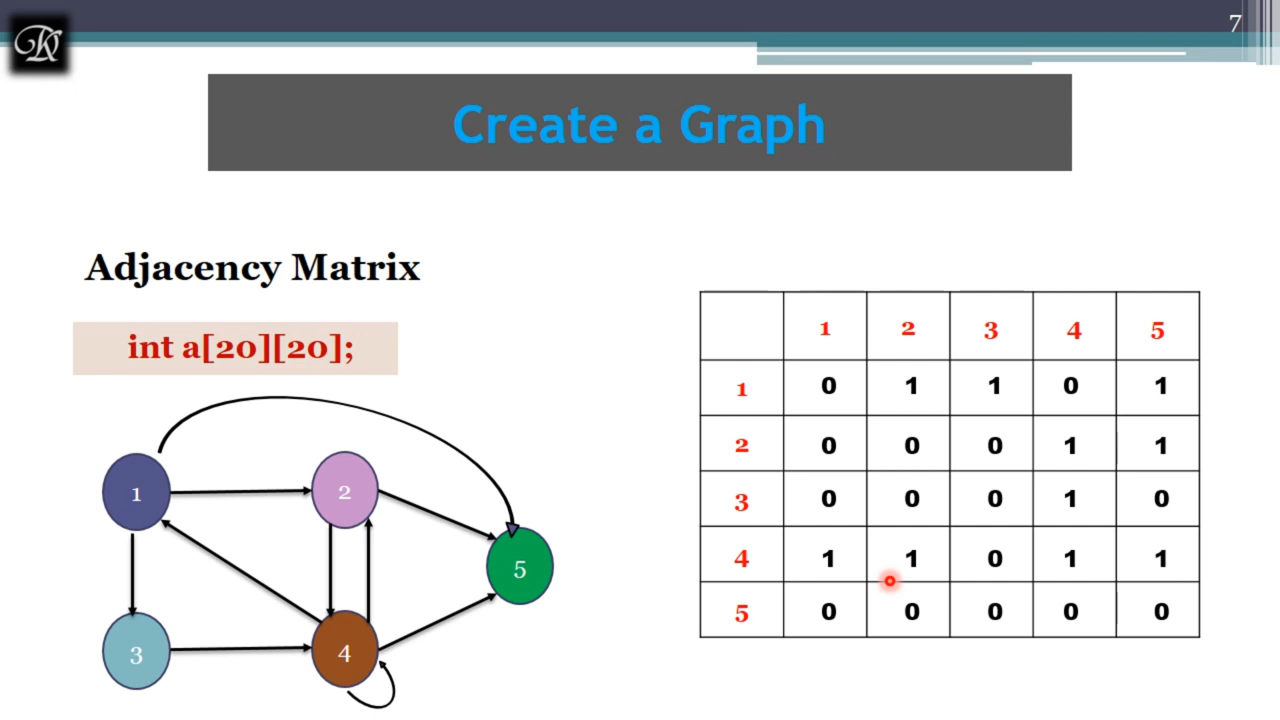 7
Create a Graph
Adjacency Matrix
int a[20][20];
1 2 3 4 5
1 0 1 1 0 1
2 0 0 0 1 1
3 0 0 0 1 0
4 1 1 0 1 1
5 0 0 0 0 0
1
2
5
3
4